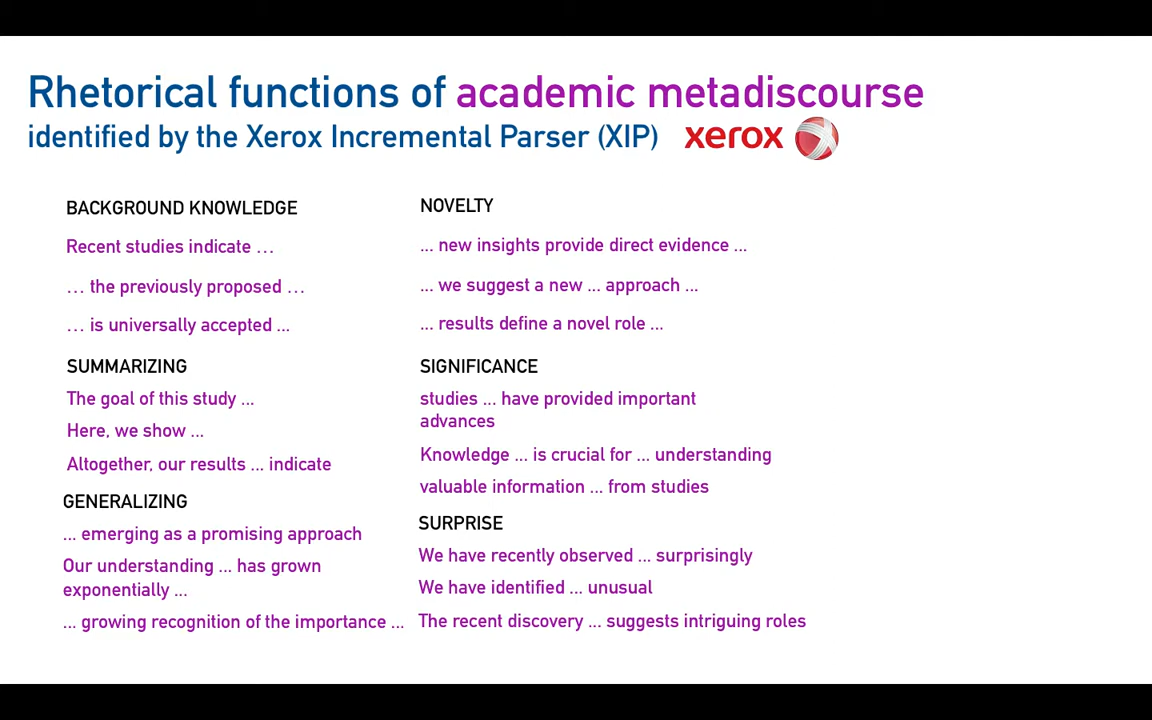 Rhetorical functions of academic metadiscourse
identified by the Xerox Incremental Parser (XIP)
xerox
BACKGROUND KNOWLEDGE
Recent studies indicate …
… the previously proposed …
… is universally accepted ...
SUMMARIZING
The goal of this study ...
Here, we show ...
Altogether, our results ... indicate
GENERALIZING
... emerging as a promising approach
Our understanding ... has grown
exponentially ...
... growing recognition of the importance ...
NOVELTY
... new insights provide direct evidence ...
... we suggest a new ... approach ...
... results define a novel role ...
SIGNIFICANCE
studies ... have provided important
advances
Knowledge ... is crucial for ... understanding
valuable information ... from studies
SURPRISE
We have recently observed ... surprisingly
We have identified ... unusual
The recent discovery ... suggests intriguing roles